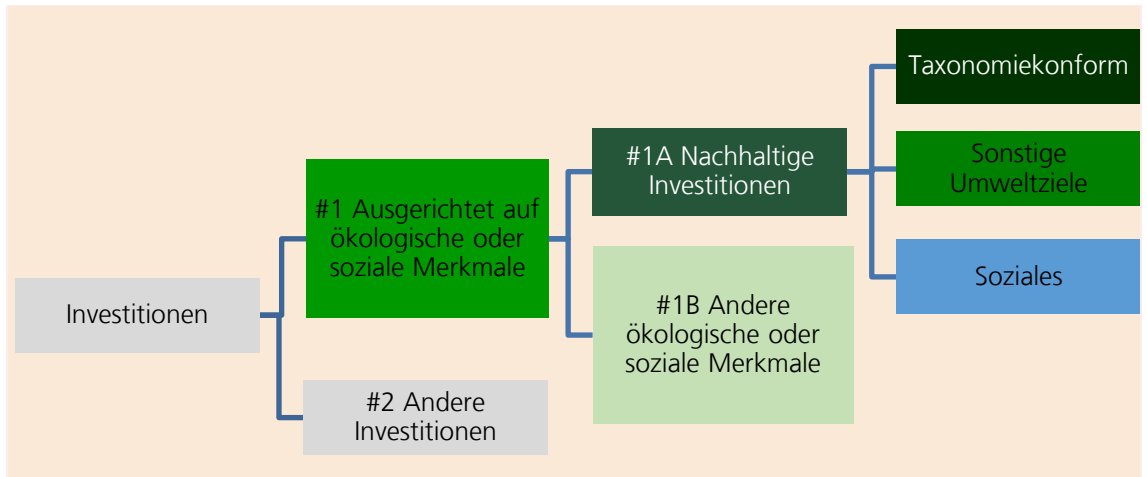 Investitionen
#1 Ausgerichtet auf
ökologische oder
soziale Merkmale
#2 Andere
Investitionen
#1A Nachhaltige
Investitionen
#1B Andere
ökologische oder
soziale Merkmale
Taxonomiekonform
Sonstige
Umweltziele
Soziales